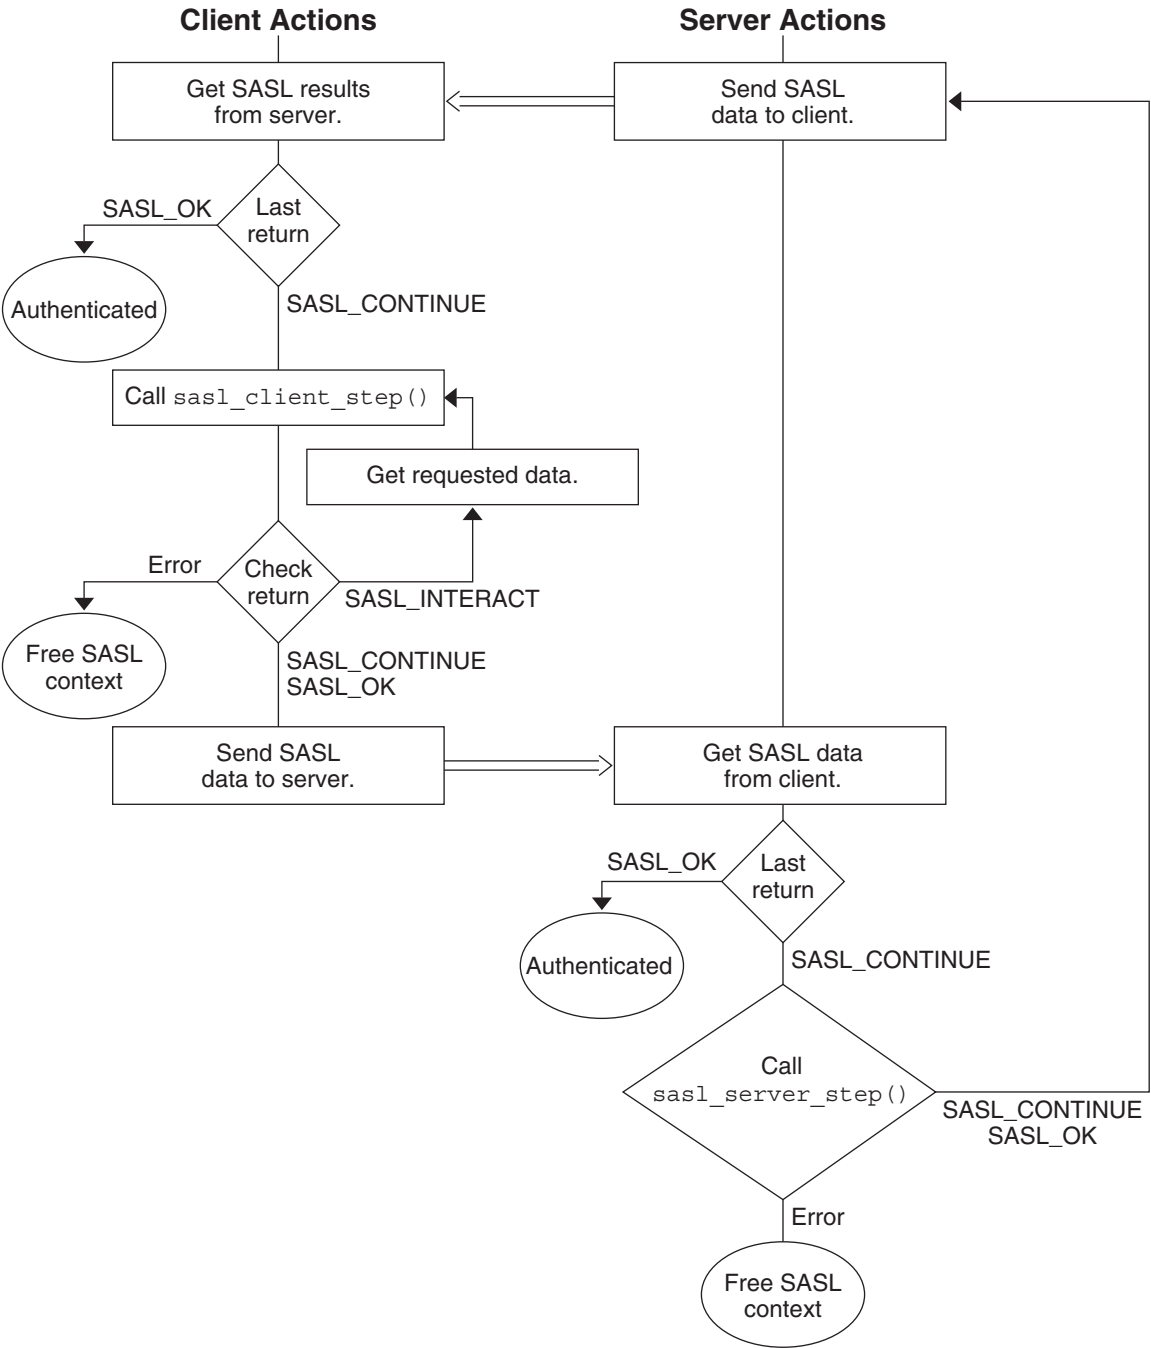 Client Actions
Server Actions
Get SASL results
from server.
Send SASL
data to client.
SASL_OK
Last
return
Authenticated
SASL_CONTINUE
Call sasl_client_step()
Get requested data.
Error
Check
return
SASL_INTERACT
Free SASL
context
SASL_CONTINUE
SASL_OK
Send SASL
data to server.
Get SASL data
from client.
SASL_OK
Last
return
Authenticated
SASL_CONTINUE
Call
sasl_server_step()
SASL_CONTINUE
SASL_OK
Error
Free SASL
context